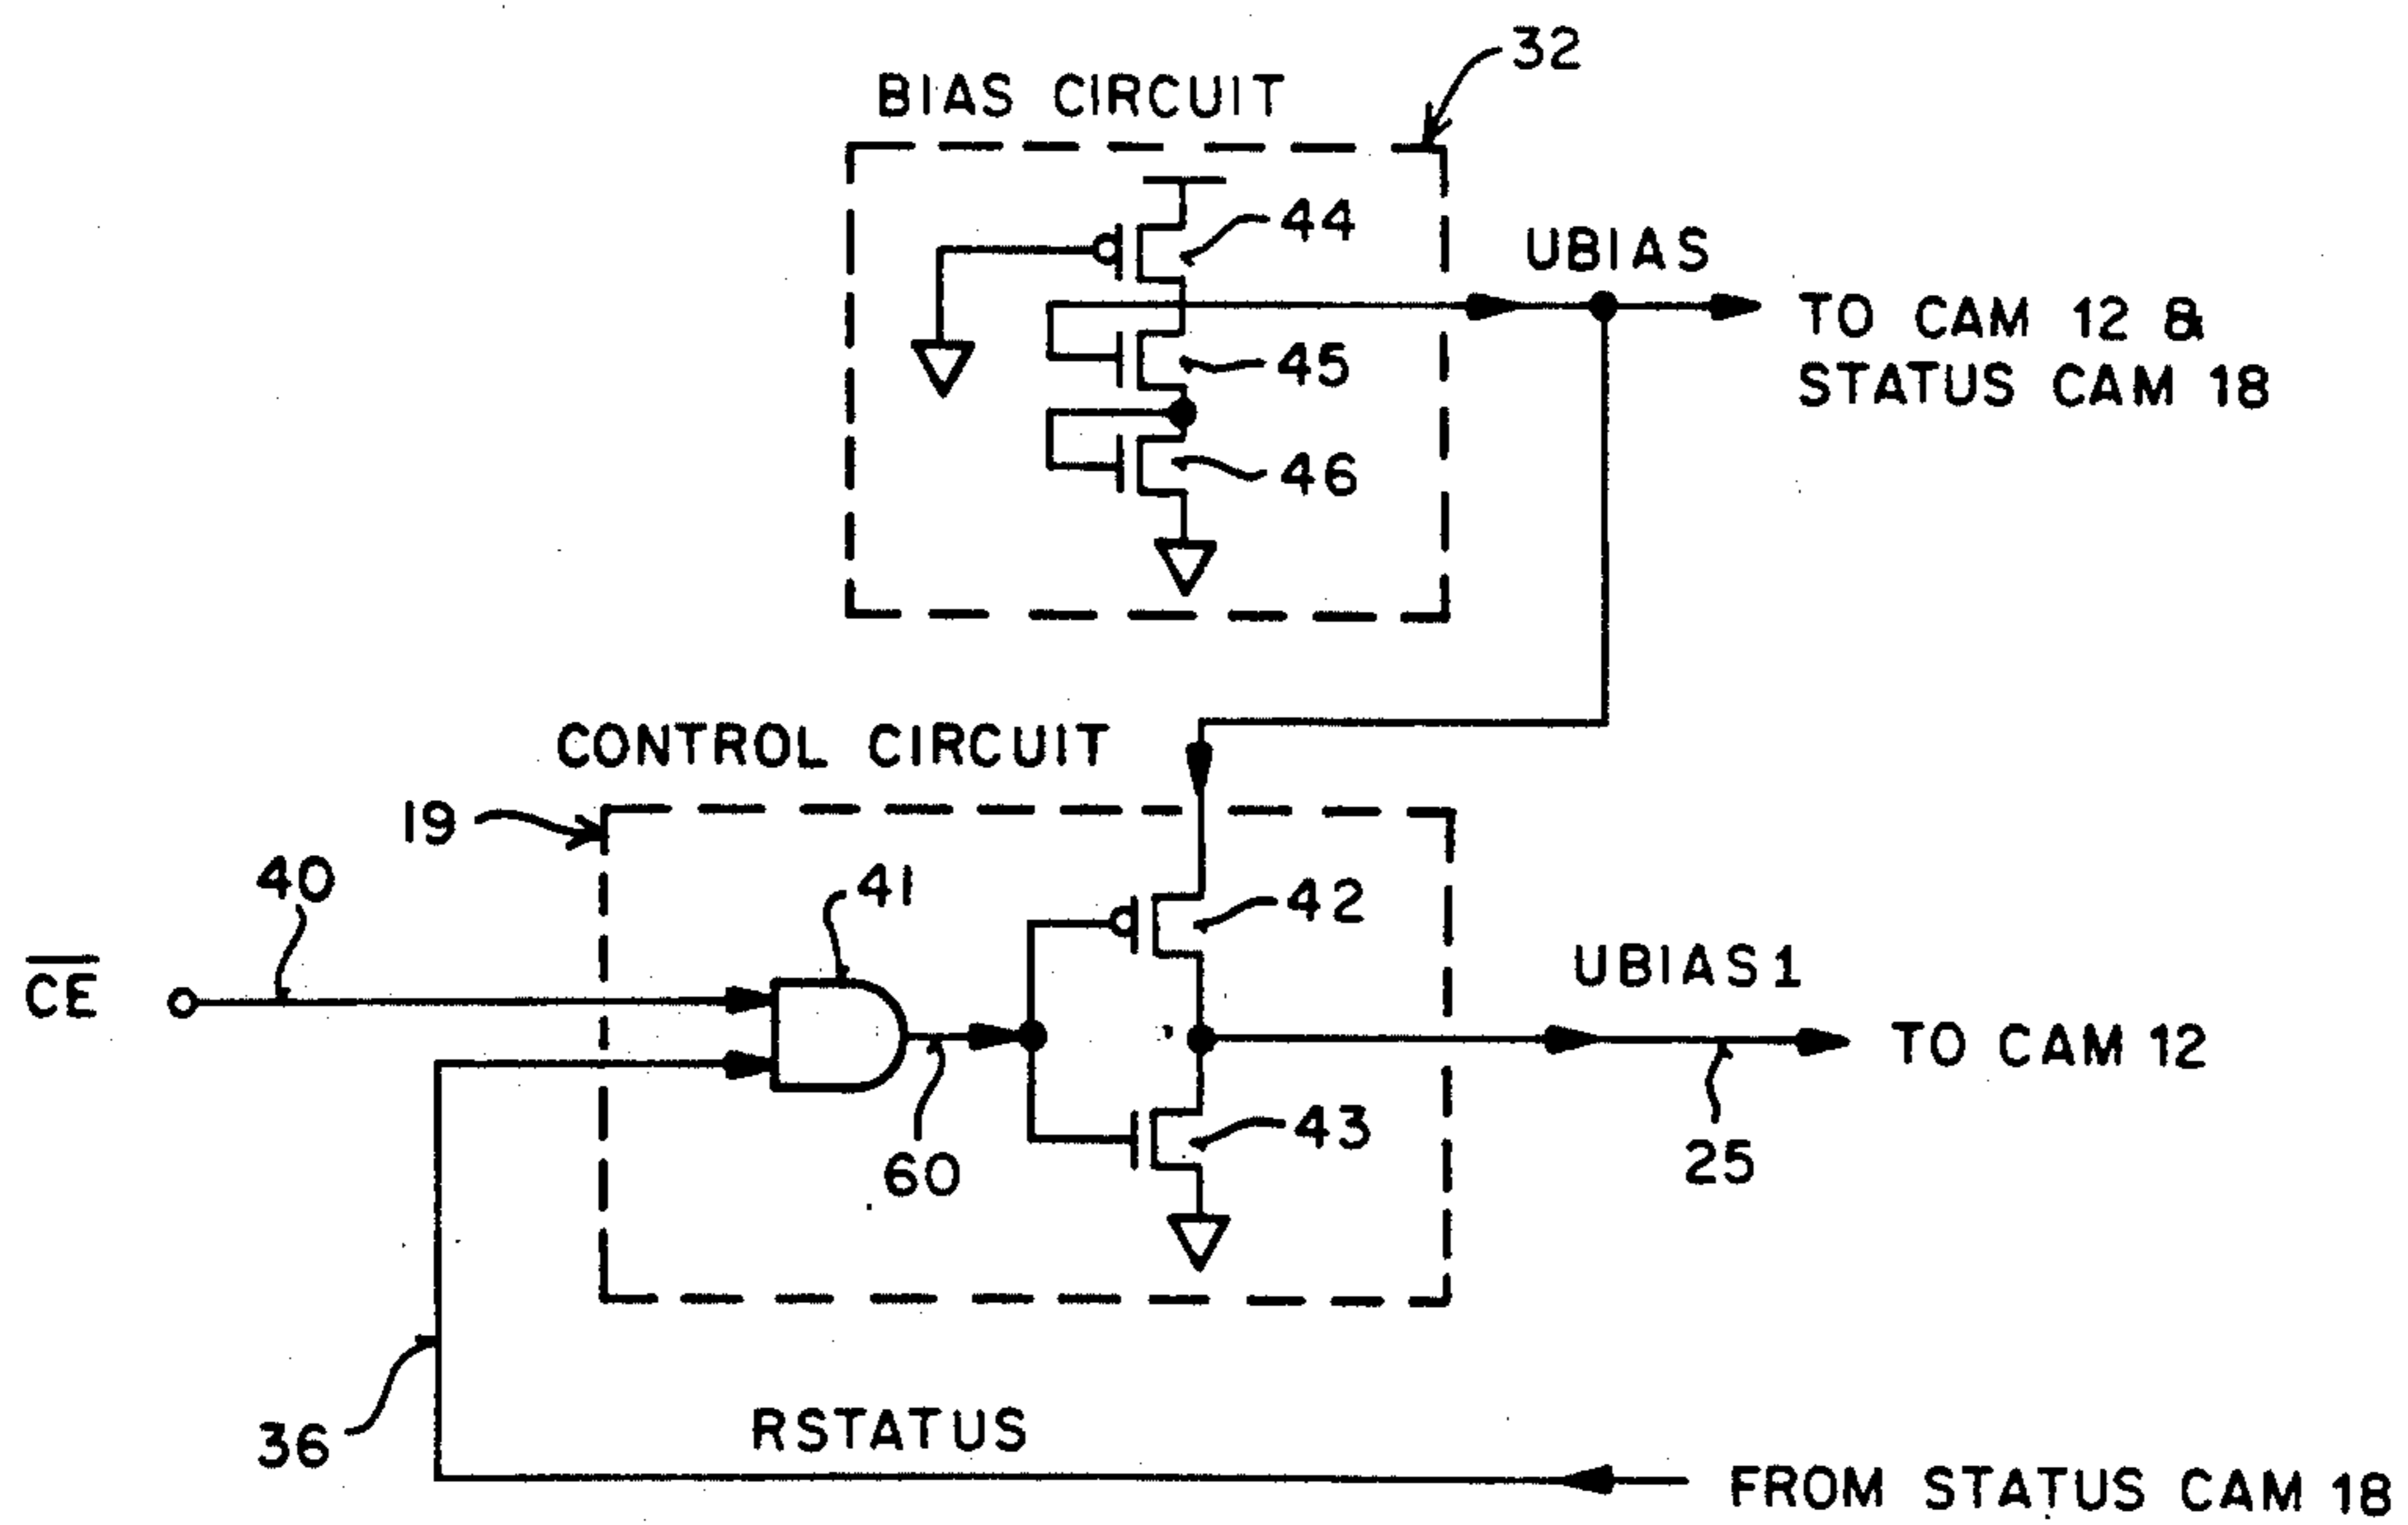 32
BIAS CIRCUIT
44
UBIAS
TO CAM 12 &
STATUS CAM 18
45
46
CONTROL CIRCUIT
19
40
41
42
C̅E̅
UBIAS1
TO CAM 12
43
60
25
36
RSTATUS
FROM STATUS CAM 18